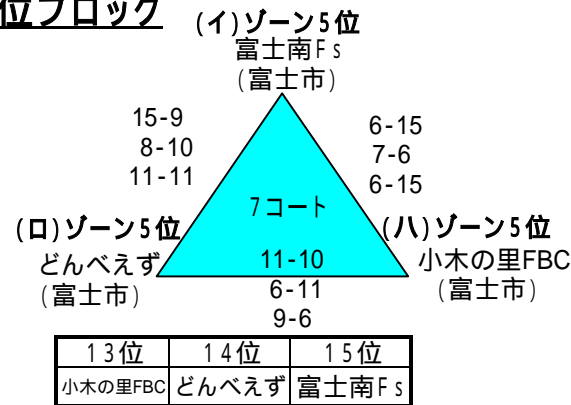 位ブロック
(イ)ゾーン5位
富士南Fs
(富士市)
15-9
8-10
11-11
6-15
7-6
6-15
7コート
(ロ)ゾーン5位
どんべえず
(富士市)
(ハ)ゾーン5位
小木の里FBC
(富士市)
11-10
6-11
9-6
13位 14位 15位
小木の里FBC どんべえず 富士南Fs